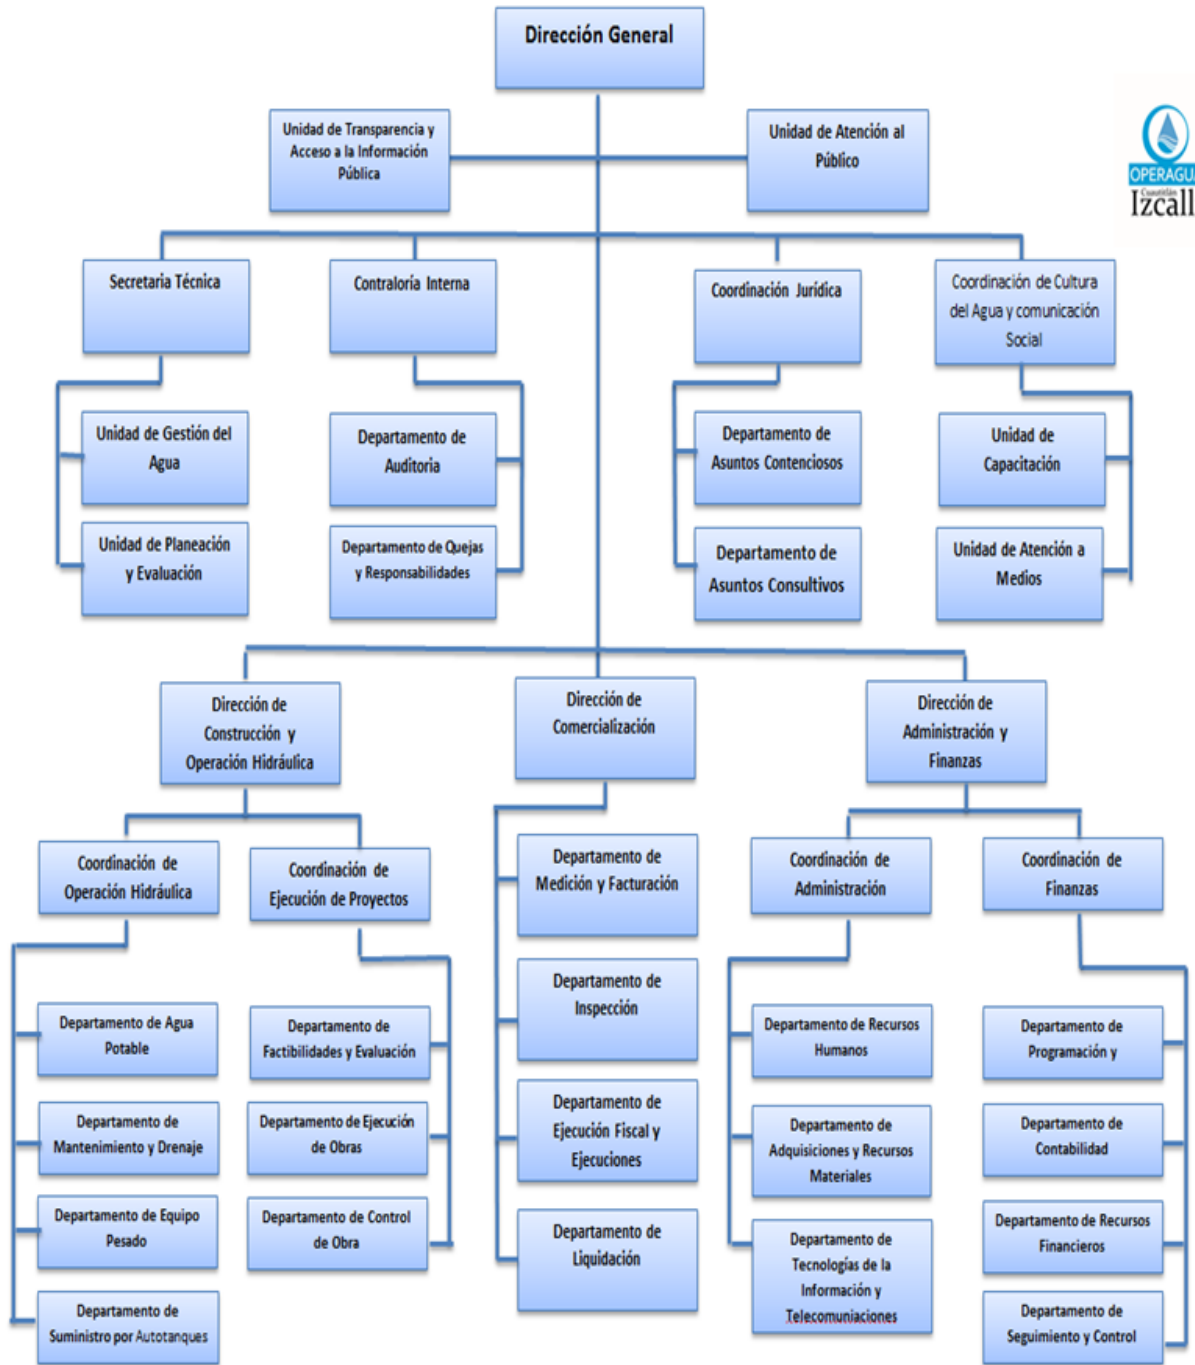 Dirección General
Unidad de Transparencia y
Acceso a la Información
Pública
Unidad de Atención al
Público
OPERAGU
Cuautitlán
Izcall
Secretaria Técnica
Contraloría Interna
Coordinación Jurídica
Coordinación de Cultura
del Agua y comunicación
Social
Unidad de Gestión del
Agua
Departamento de
Auditoria
Departamento de
Asuntos Contenciosos
Unidad de
Capacitación
Unidad de Planeación
y Evaluación
Departamento de Quejas
y Responsabilidades
Departamento de
Asuntos Consultivos
Unidad de Atención a
Medios
Dirección de
Construcción y
Operación Hidráulica
Dirección de
Comercialización
Dirección de
Administración y
Finanzas
Coordinación de
Operación Hidráulica
Coordinación de
Ejecución de Proyectos
Departamento de
Medición y Facturación
Coordinación de
Administración
Coordinación de
Finanzas
Departamento de Agua
Potable
Departamento de
Factibilidades y Evaluación
Departamento de
Inspección
Departamento de Recursos
Humanos
Departamento de
Programación y
Departamento de
Mantenimiento y Drenaje
Departamento de Ejecución
de Obras
Departamento de
Ejecución Fiscal y
Ejecuciones
Departamento de
Adquisiciones y Recursos
Materiales
Departamento de
Contabilidad
Departamento de Equipo
Pesado
Departamento de Control
de Obra
Departamento de
Liquidación
Departamento de
Tecnologías de la
Información y
Telecomuniaciones
Departamento de Recursos
Financieros
Departamento de
Suministro por Autotanques
Departamento de
Seguimiento y Control